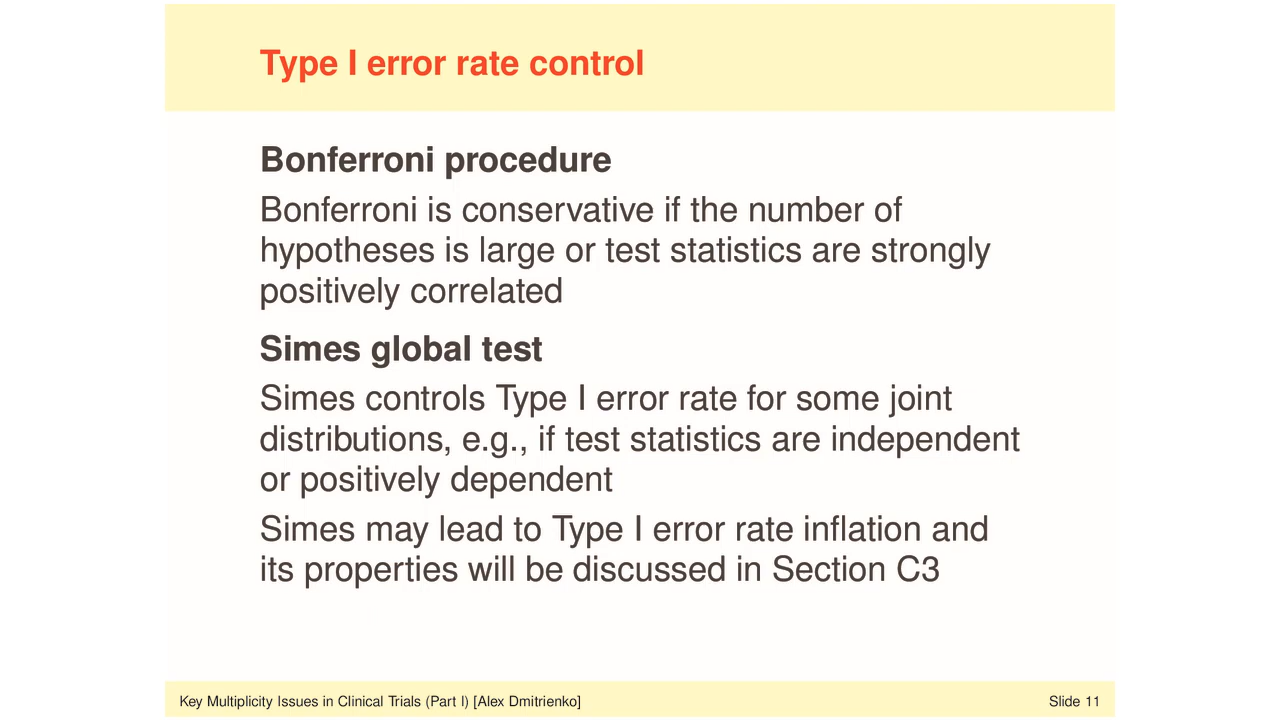 Type I error rate control
Bonferroni procedure
Bonferroni is conservative if the number of
hypotheses is large or test statistics are strongly
positively correlated
Simes global test
Simes controls Type I error rate for some joint
distributions, e.g., if test statistics are independent
or positively dependent
Simes may lead to Type I error rate inflation and
its properties will be discussed in Section C3
Key Multiplicity Issues in Clinical Trials (Part I) [Alex Dmitrienko]
Slide 11